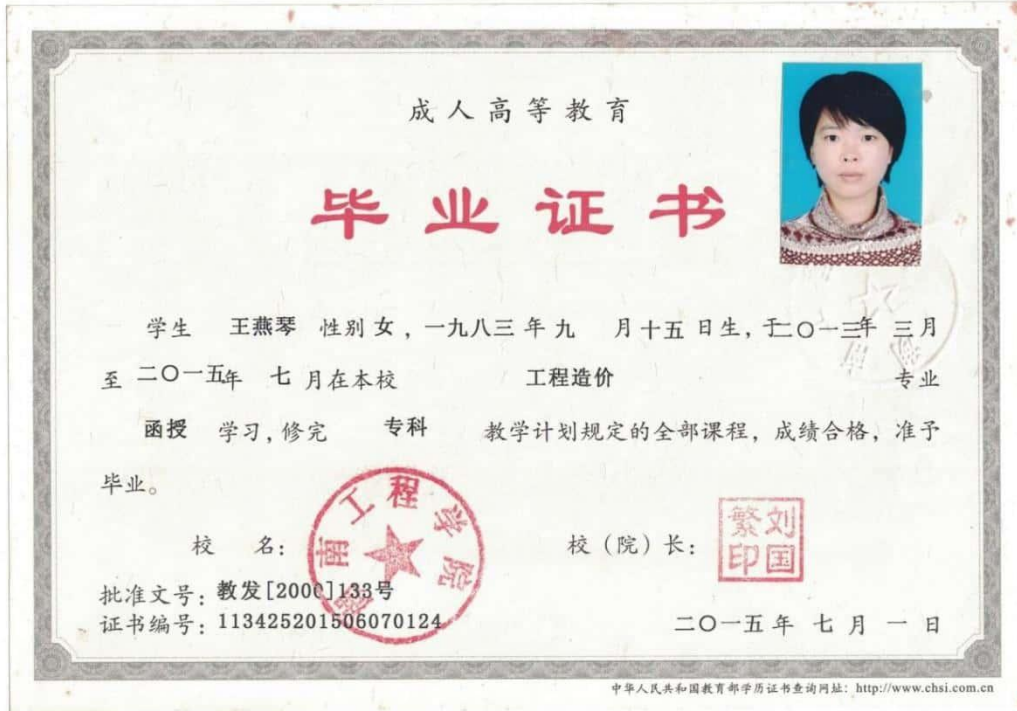 成人高等教育
毕业证书
学生 王燕琴 性别 女，一九八三 年 九 月 十五 日生，于二〇一三年 三月
至 二〇一五年 七 月在本校 工程造价 专业
函授 学习，修完 专科 教学计划规定的全部课程，成绩合格，准予
毕业。
校 名：
南工程学院
校（院）长：
刘国繁印
批准文号：教发[2000]133号
证书编号：113425201506070124
二〇一五年 七 月 一 日
中华人民共和国教育部学历证书查询网址：http://www.chsi.com.cn